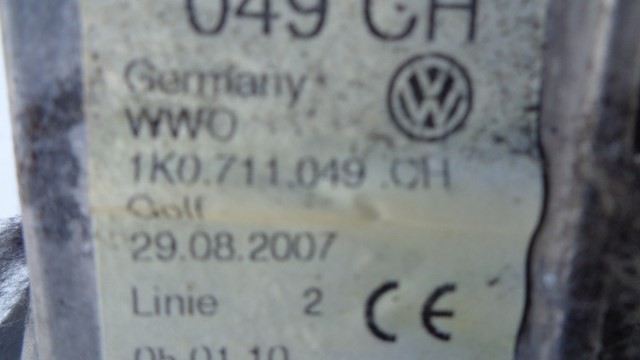 049 CH
Germany
WWO
1K0.711.049 .CH
Golf
29.08.2007
Linie 2 CE